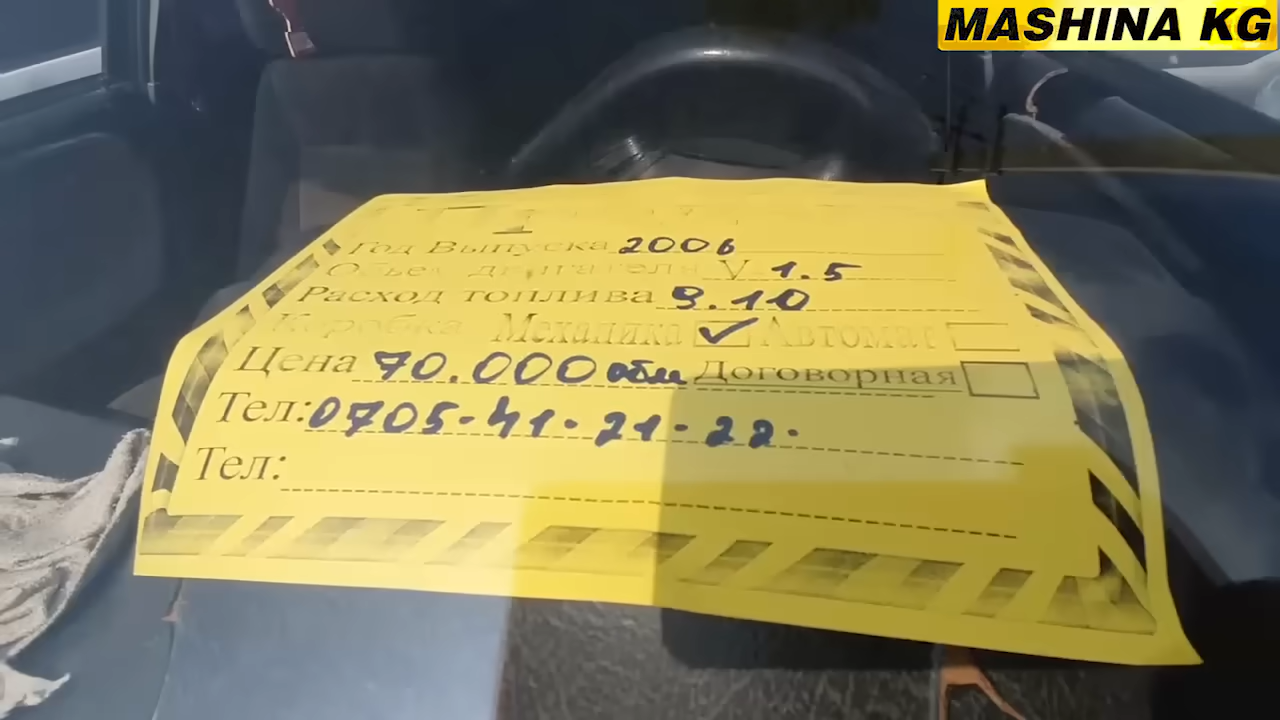 MASHINA KG
Год Выпуска 2006
Объем двигателя V 1.5
Расход топлива 9.10
Коробка Механика ✓ Автомат
Цена 70.000 обм Договорная
Тел: 0705-41-21-22.
Тел: